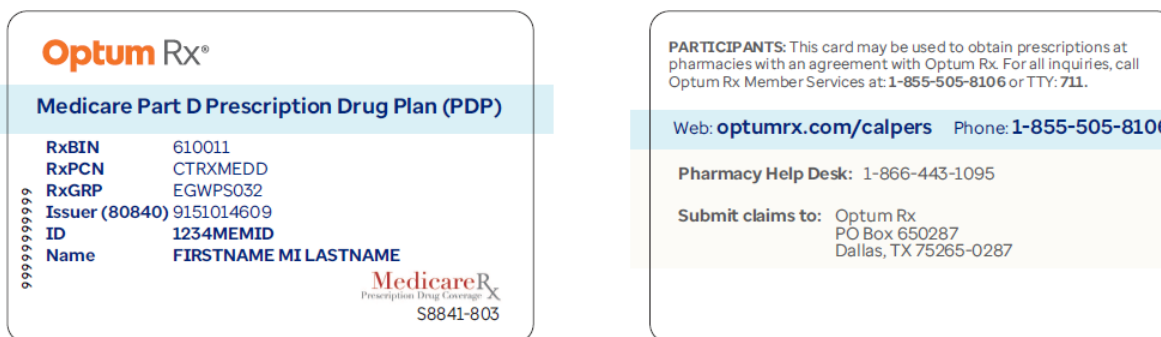 Optum Rx®
Medicare Part D Prescription Drug Plan (PDP)
RxBIN 610011
RxPCN CTRXMEDD
RxGRP EGWPS032
Issuer (80840) 9151014609
ID 1234MEMID
Name FIRSTNAME MI LASTNAME
MedicareRx
Prescription Drug Coverage
S8841-803
PARTICIPANTS: This card may be used to obtain prescriptions at
pharmacies with an agreement with Optum Rx. For all inquiries, call
Optum Rx Member Services at: 1-855-505-8106 or TTY: 711.
Web: optumrx.com/calpers Phone: 1-855-505-8106
Pharmacy Help Desk: 1-866-443-1095
Submit claims to: Optum Rx
PO Box 650287
Dallas, TX 75265-0287